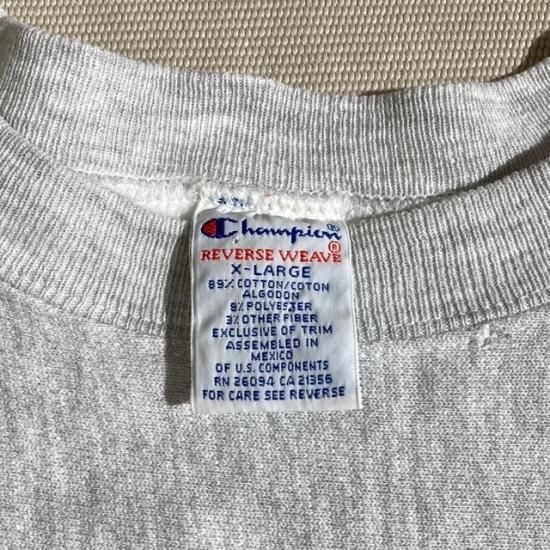 Champion®
REVERSE WEAVE®
X-LARGE
89% COTTON/COTON
ALGODON
8% POLYESTER
3% OTHER FIBER
EXCLUSIVE OF TRIM
ASSEMBLED IN
MEXICO
OF U.S. COMPONENTS
RN 26094 CA 21356
FOR CARE SEE REVERSE